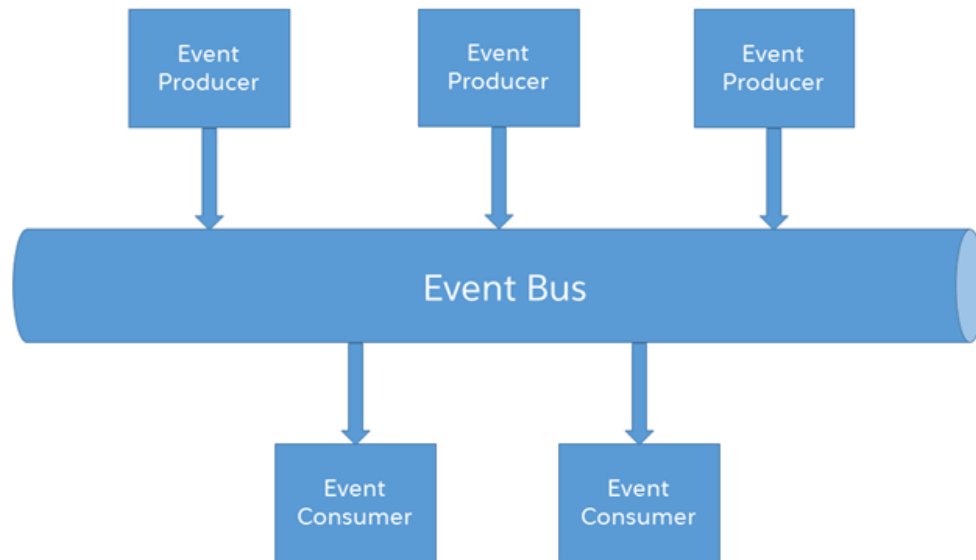 Event
Producer
Event
Producer
Event
Producer
Event Bus
Event
Consumer
Event
Consumer